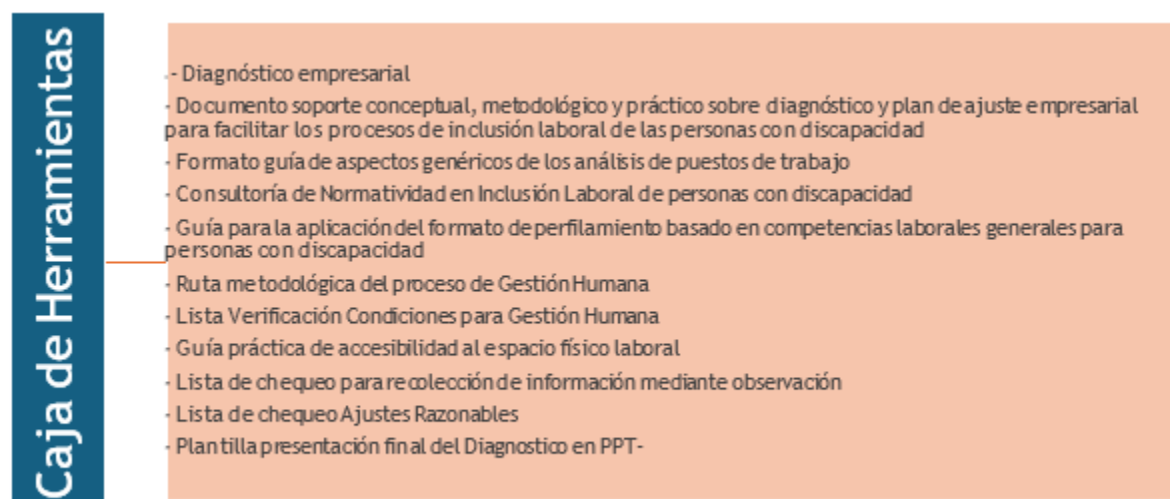 Caja de Herramientas
.- Diagnóstico empresarial
- Documento soporte conceptual, metodológico y práctico sobre diagnóstico y plan de ajuste empresarial
para facilitar los procesos de inclusión laboral de las personas con discapacidad
- Formato guía de aspectos genéricos de los análisis de puestos de trabajo
- Consultoría de Normatividad en Inclusión Laboral de personas con discapacidad
- Guía para la aplicación del formato de perfilamiento basado en competencias laborales generales para
personas con discapacidad
- Ruta metodológica del proceso de Gestión Humana
- Lista Verificación Condiciones para Gestión Humana
- Guía práctica de accesibilidad al espacio físico laboral
- Lista de chequeo para recolección de información mediante observación
- Lista de chequeo Ajustes Razonables
- Plantilla presentación final del Diagnostico en PPT-